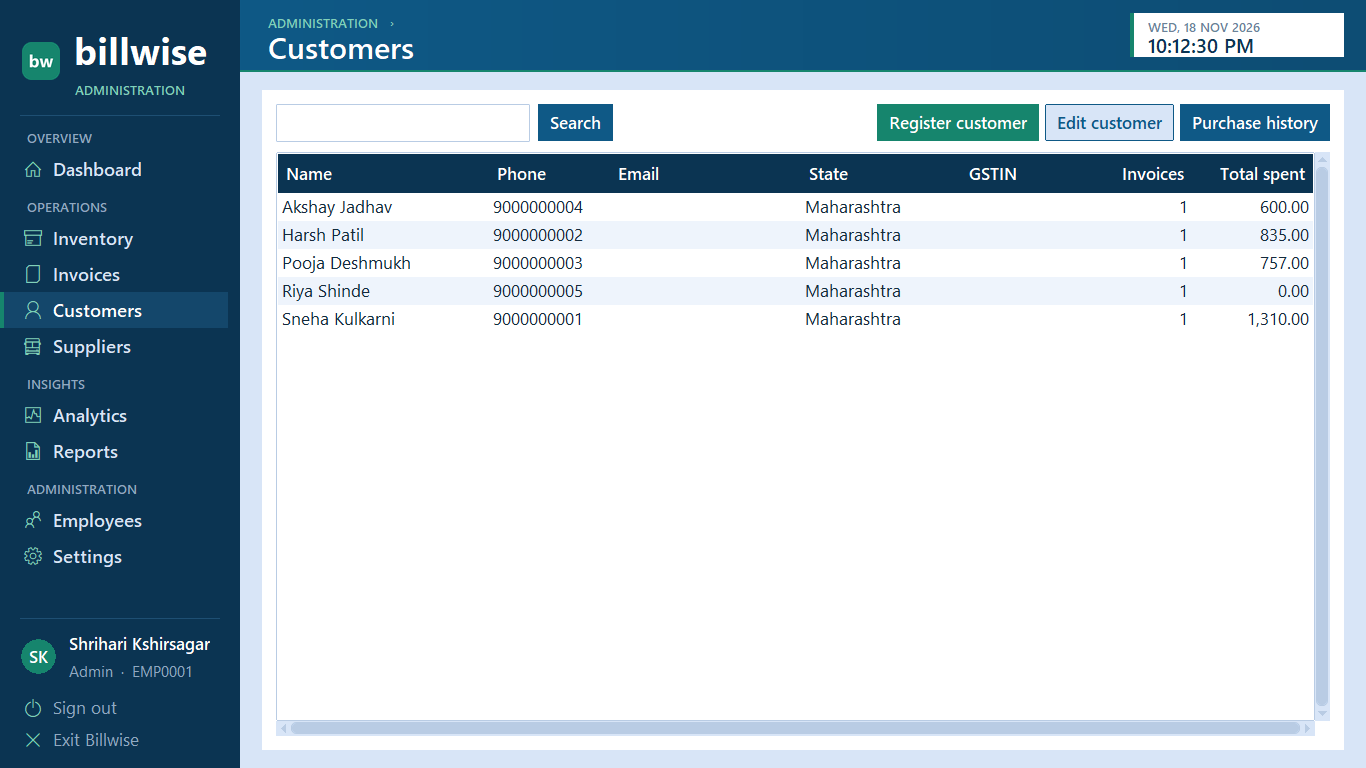 bw billwise
ADMINISTRATION
OVERVIEW
Dashboard
OPERATIONS
Inventory
Invoices
Customers
Suppliers
INSIGHTS
Analytics
Reports
ADMINISTRATION
Employees
Settings
SK Shrihari Kshirsagar
Admin · EMP0001
Sign out
Exit Billwise
ADMINISTRATION ›
Customers
WED, 18 NOV 2026
10:12:30 PM
Search Register customer Edit customer Purchase history
Name Phone Email State GSTIN Invoices Total spent
Akshay Jadhav 9000000004 Maharashtra 1 600.00
Harsh Patil 9000000002 Maharashtra 1 835.00
Pooja Deshmukh 9000000003 Maharashtra 1 757.00
Riya Shinde 9000000005 Maharashtra 1 0.00
Sneha Kulkarni 9000000001 Maharashtra 1 1,310.00